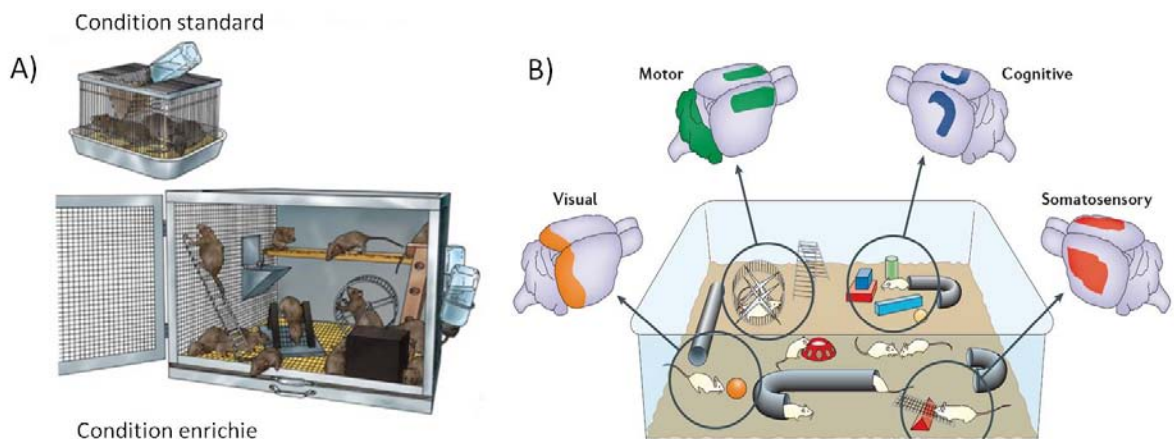 Condition standard
A)
Condition enrichie
B)
Motor
Cognitive
Visual
Somatosensory